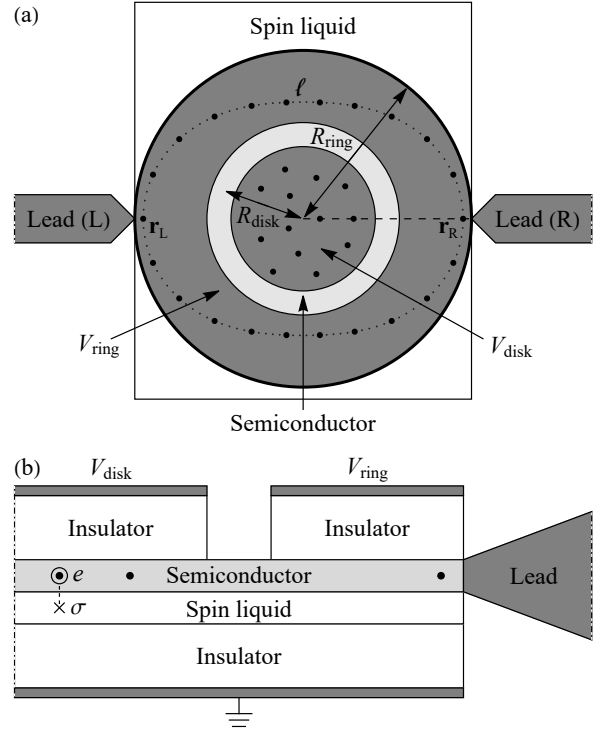 (a)
Spin liquid
ℓ
R_ring
Lead (L)
r_L
R_disk
r_R
Lead (R)
V_ring
V_disk
Semiconductor
(b)
V_disk
V_ring
Insulator
Insulator
e
Semiconductor
Lead
σ
Spin liquid
Insulator